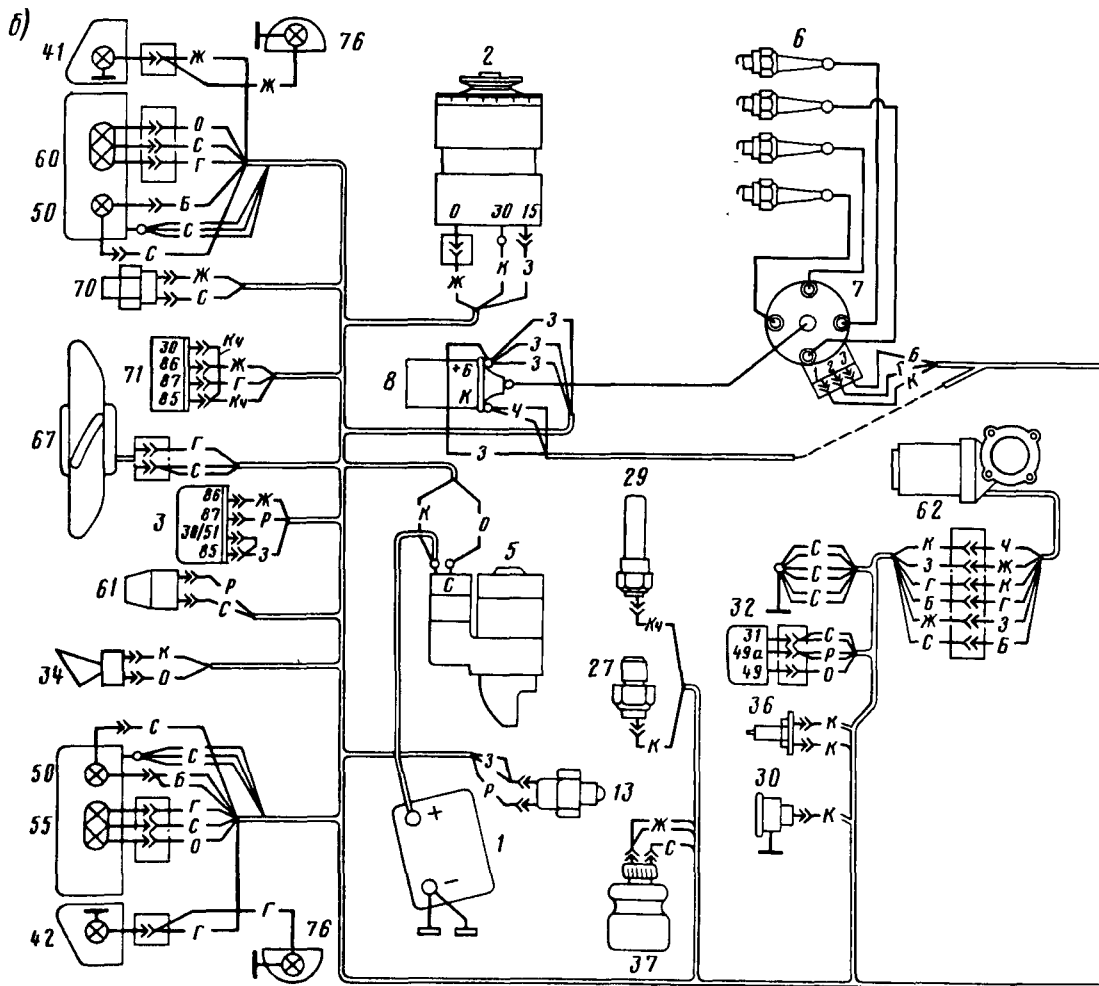 б)
41
Ж
76
Ж
60
О
С
Г
50
Б
С
С
70
Ж
С
71
30
86
87
85
Кч
Ж
Г
Кч
67
Г
С
3
86
87
30/51
85
Ж
Р
З
61
Р
С
34
К
О
С
50
С
Б
55
Г
С
О
42
Г
Г
76
2
0
30
15
Ж
К
З
8
+Б
К
З
З
З
Ч
З
К
О
С
5
+
−
1
З
Р
13
6
7
1
2
3
Б
Г
К
29
Кч
27
К
Ж
С
37
62
К
З
Г
Б
Ж
С
Ч
Ж
К
Г
З
Б
С
С
С
С
32
31
49а
49
С
Р
О
36
К
К
30
К